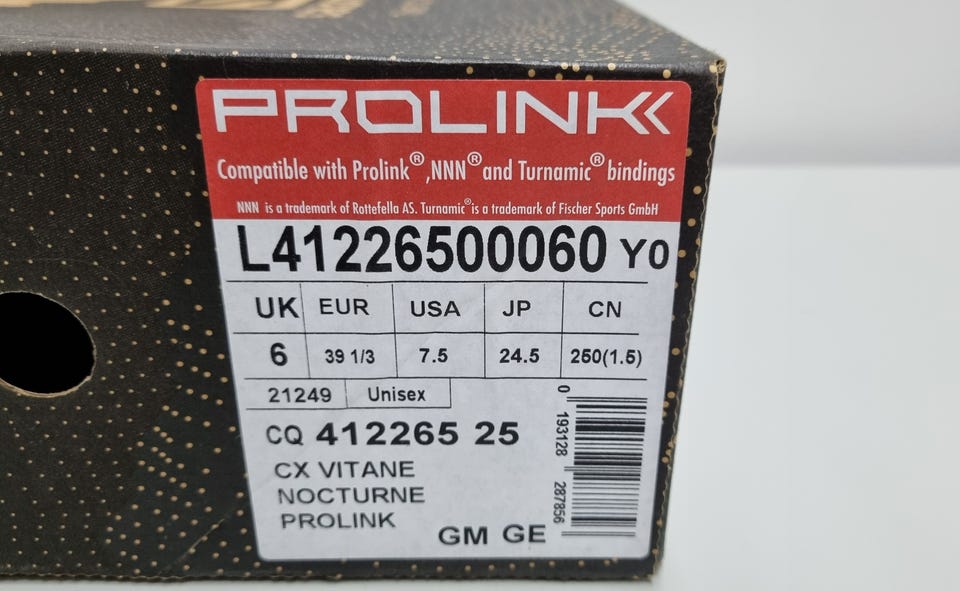 PROLINK
Compatible with Prolink®,NNN® and Turnamic® bindings
NNN is a trademark of Rottefella AS. Turnamic® is a trademark of Fischer Sports GmbH
L41226500060 Y0
UK EUR USA JP CN
6 39 1/3 7.5 24.5 250(1.5)
21249 Unisex
CQ 412265 25
CX VITANE
NOCTURNE
PROLINK
GM GE
0 193128 287856